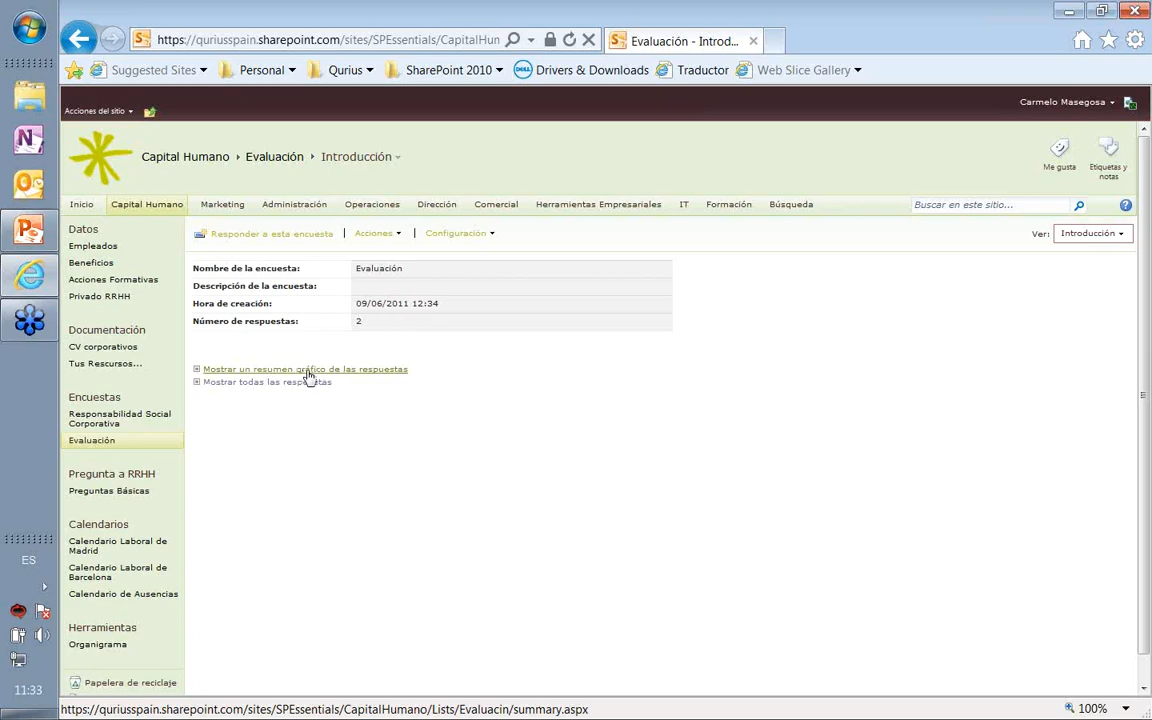 https://quriusspain.sharepoint.com/sites/SPEssentials/CapitalHun
Evaluación - Introd...
Suggested Sites
Personal
Qurius
SharePoint 2010
Drivers & Downloads
Traductor
Web Slice Gallery
Acciones del sitio
Carmelo Masegosa
Capital Humano
Evaluación
Introducción
Me gusta
Etiquetas y
notas
Inicio
Capital Humano
Marketing
Administración
Operaciones
Dirección
Comercial
Herramientas Empresariales
IT
Formación
Búsqueda
Buscar en este sitio...
Datos
Empleados
Beneficios
Acciones Formativas
Privado RRHH
Documentación
CV corporativos
Tus Rescursos...
Encuestas
Responsabilidad Social
Corporativa
Evaluación
Pregunta a RRHH
Preguntas Básicas
Calendarios
Calendario Laboral de
Madrid
Calendario Laboral de
Barcelona
Calendario de Ausencias
Herramientas
Organigrama
Papelera de reciclaje
Responder a esta encuesta
Acciones
Configuración
Ver:
Introducción
Nombre de la encuesta:
Evaluación
Descripción de la encuesta:
Hora de creación:
09/06/2011 12:34
Número de respuestas:
2
Mostrar un resumen gráfico de las respuestas
Mostrar todas las respuestas
ES
11:33
https://quriusspain.sharepoint.com/sites/SPEssentials/CapitalHumano/Lists/Evaluacin/summary.aspx
100%